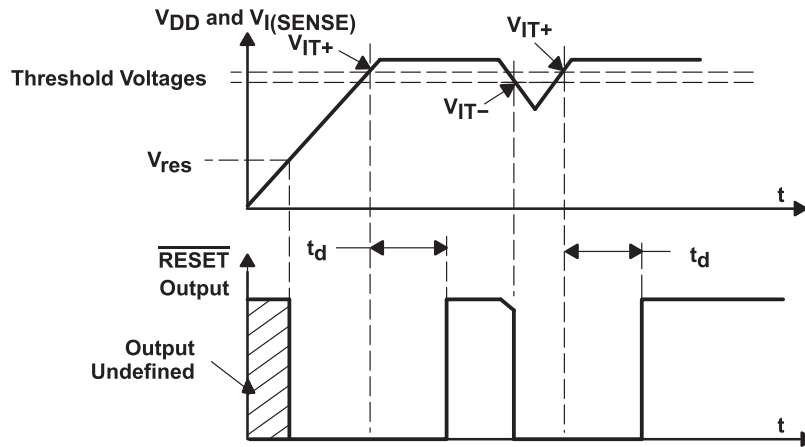 VDD and VI(SENSE)
VIT+
VIT+
Threshold Voltages
VIT−
Vres
t
RESET
Output
td
td
Output
Undefined
t